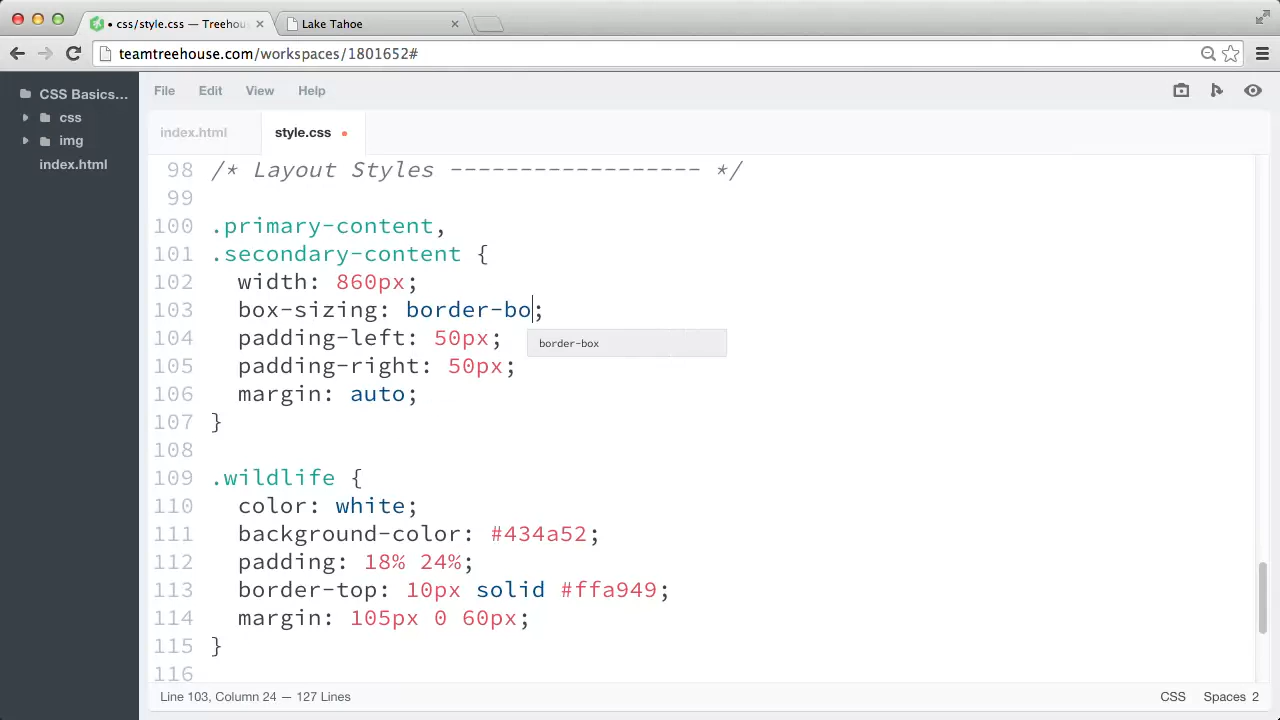 css/style.css — Treehou
Lake Tahoe
teamtreehouse.com/workspaces/1801652#
CSS Basics...
css
img
index.html
File Edit View Help
index.html
style.css
98 /* Layout Styles ------------------ */
99
100 .primary-content,
101 .secondary-content {
102 width: 860px;
103 box-sizing: border-bo;
border-box
104 padding-left: 50px;
105 padding-right: 50px;
106 margin: auto;
107 }
108
109 .wildlife {
110 color: white;
111 background-color: #434a52;
112 padding: 18% 24%;
113 border-top: 10px solid #ffa949;
114 margin: 105px 0 60px;
115 }
116
Line 103, Column 24 — 127 Lines
CSS Spaces 2